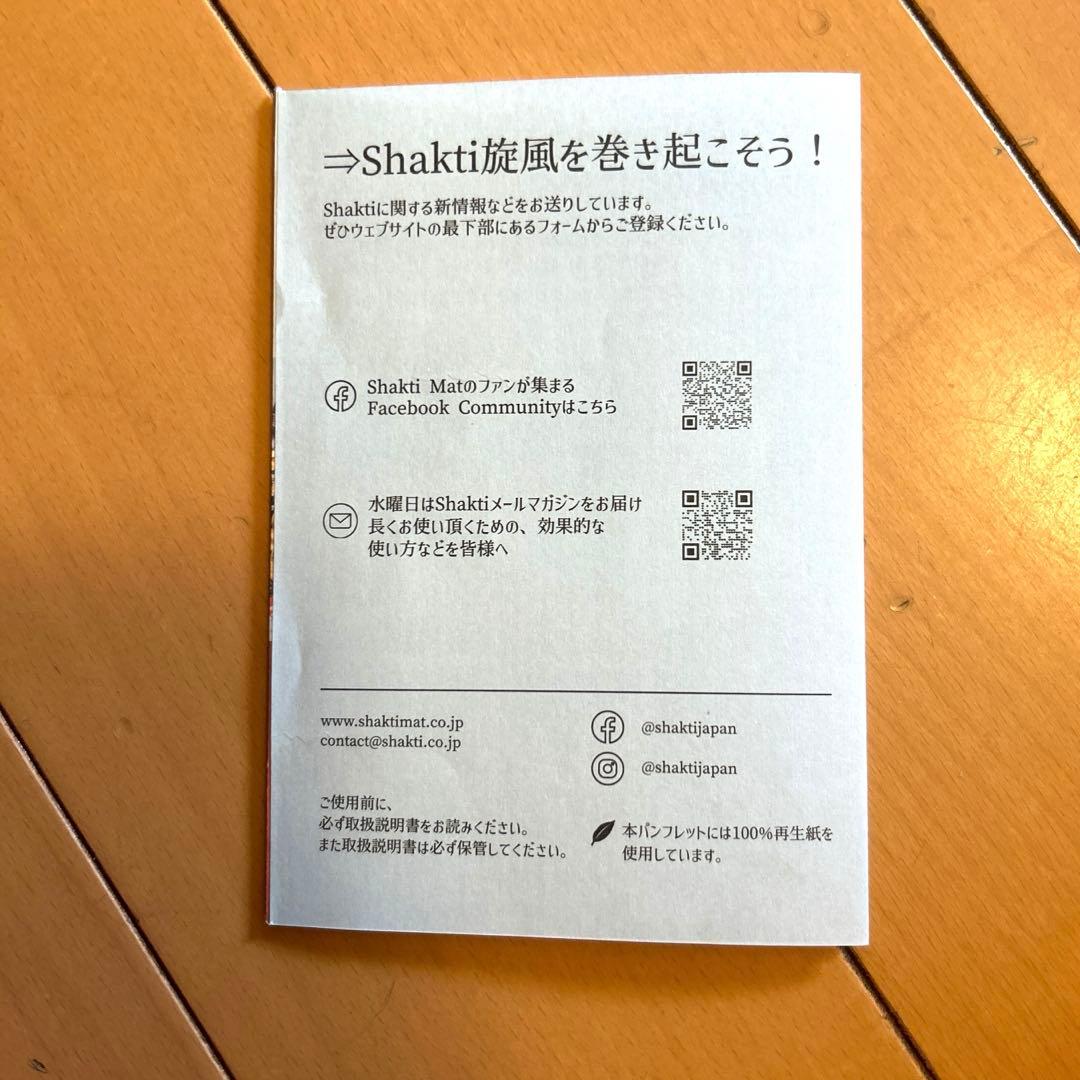 ⇒Shakti旋風を巻き起こそう！
Shaktiに関する新情報などをお送りしています。
ぜひウェブサイトの最下部にあるフォームからご登録ください。
Shakti Matのファンが集まる
Facebook Communityはこちら
水曜日はShaktiメールマガジンをお届け
長くお使い頂くための、効果的な
使い方などを皆様へ
www.shaktimat.co.jp
contact@shakti.co.jp
@shaktijapan
@shaktijapan
ご使用前に、
必ず取扱説明書をお読みください。
また取扱説明書は必ず保管してください。
本パンフレットには100%再生紙を
使用しています。